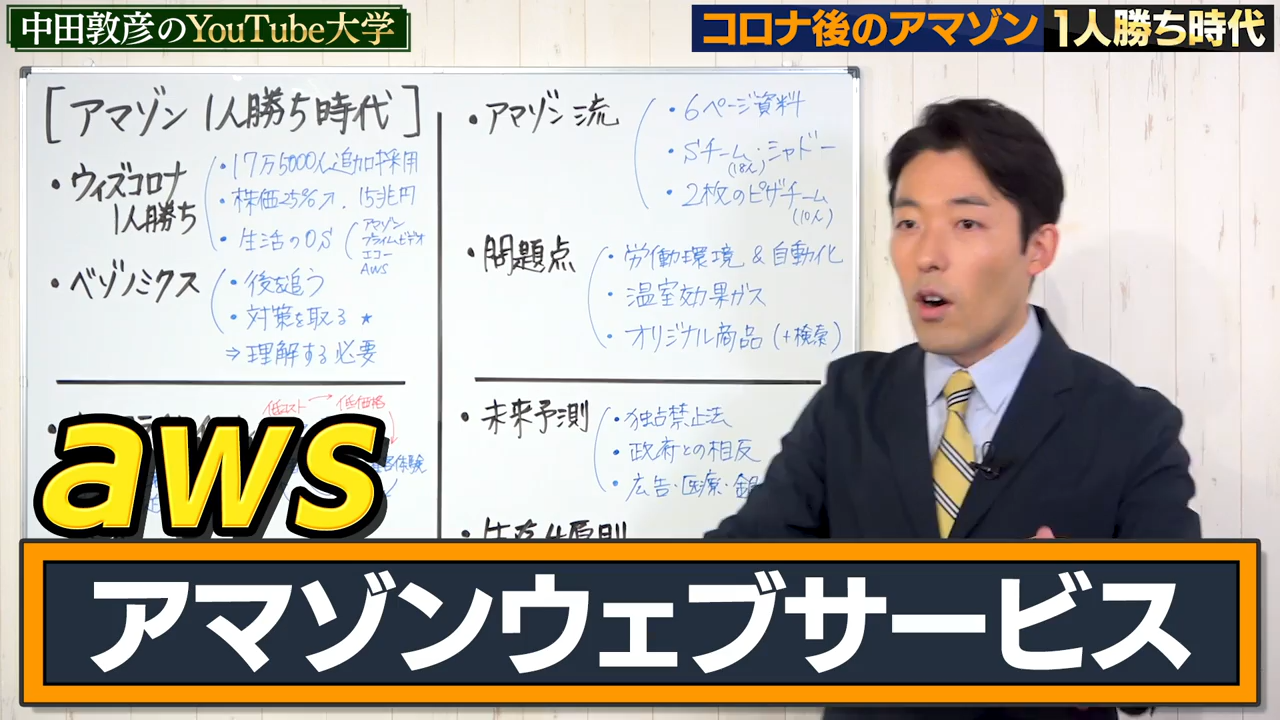 中田敦彦のYouTube大学
コロナ後のアマゾン 1人勝ち時代
[アマゾン 1人勝ち時代]
・ウィズコロナ
1人勝ち
・17万5000人追加採用
・株価25%↗. 15兆円
・生活のOS
アマゾン
プライムビデオ
エコー
AWS
・ベゾノミクス
・後を追う
・対策を取る ★
⇒理解する必要
低コスト → 低価格
体験
・アマゾン流
・6ページ資料
・Sチーム・シャドー
(18人)
・2枚のピザチーム
(10人)
・問題点
・労働環境 & 自動化
・温室効果ガス
・オリジナル商品 (+検索)
・未来予測
・独占禁止法
・政府との相反
・広告・医療・銀
aws
アマゾンウェブサービス